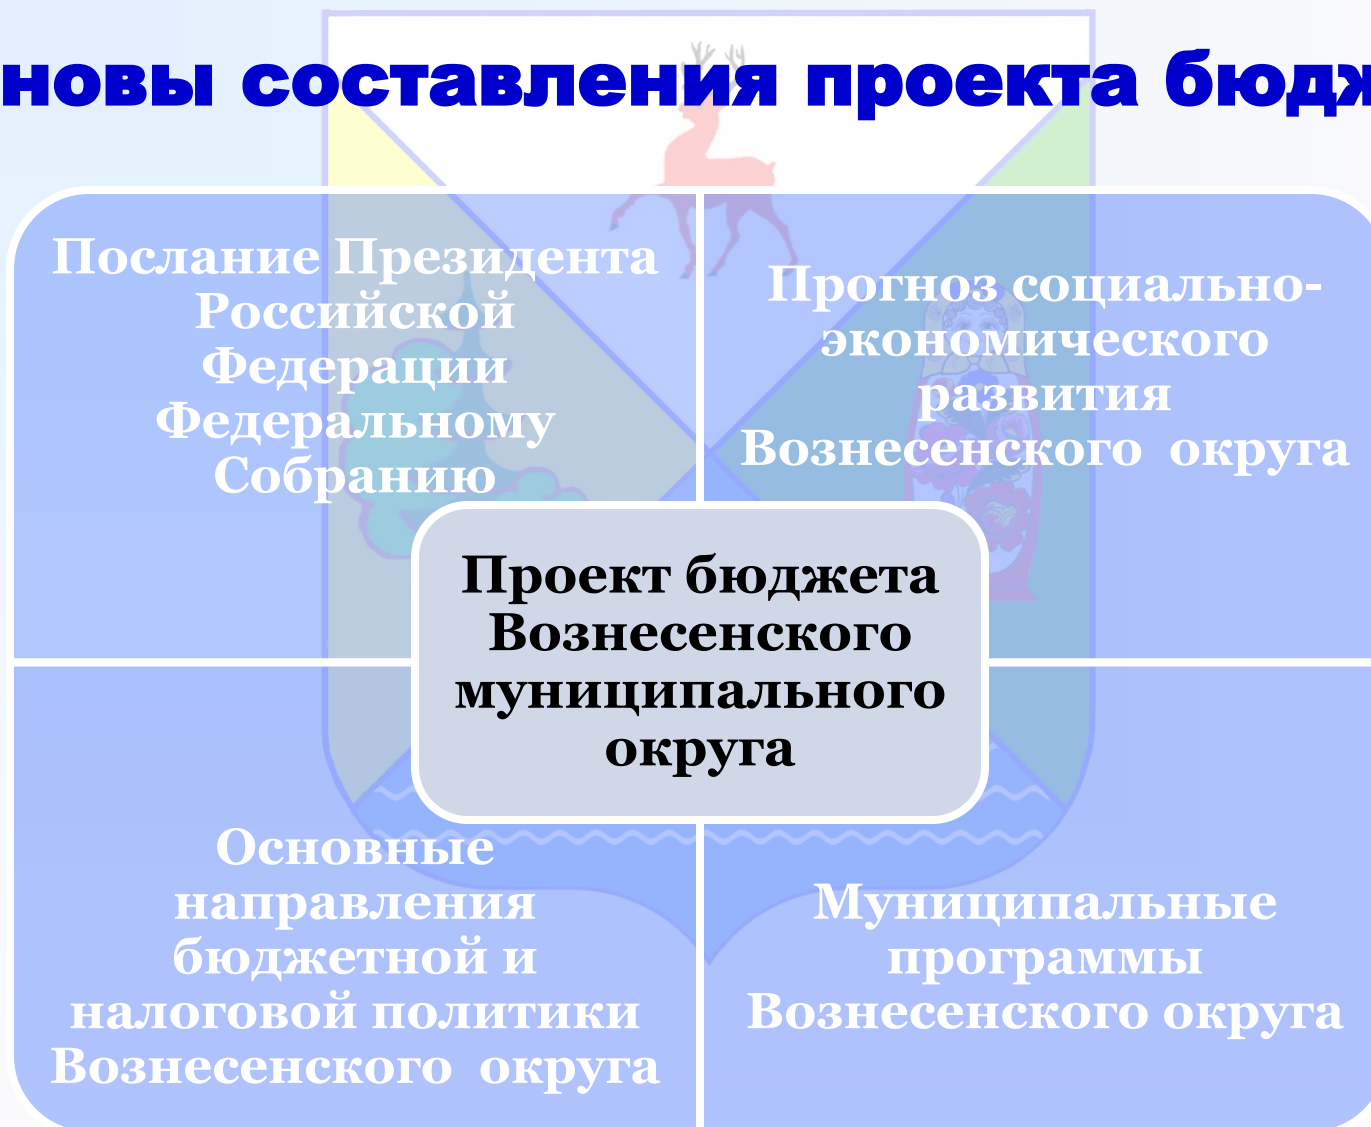 новы составления проекта бюдж
Послание Президента
Российской
Федерации
Федеральному
Собранию
Прогноз социально-
экономического
развития
Вознесенского округа
Проект бюджета
Вознесенского
муниципального
округа
Основные
направления
бюджетной и
налоговой политики
Вознесенского округа
Муниципальные
программы
Вознесенского округа